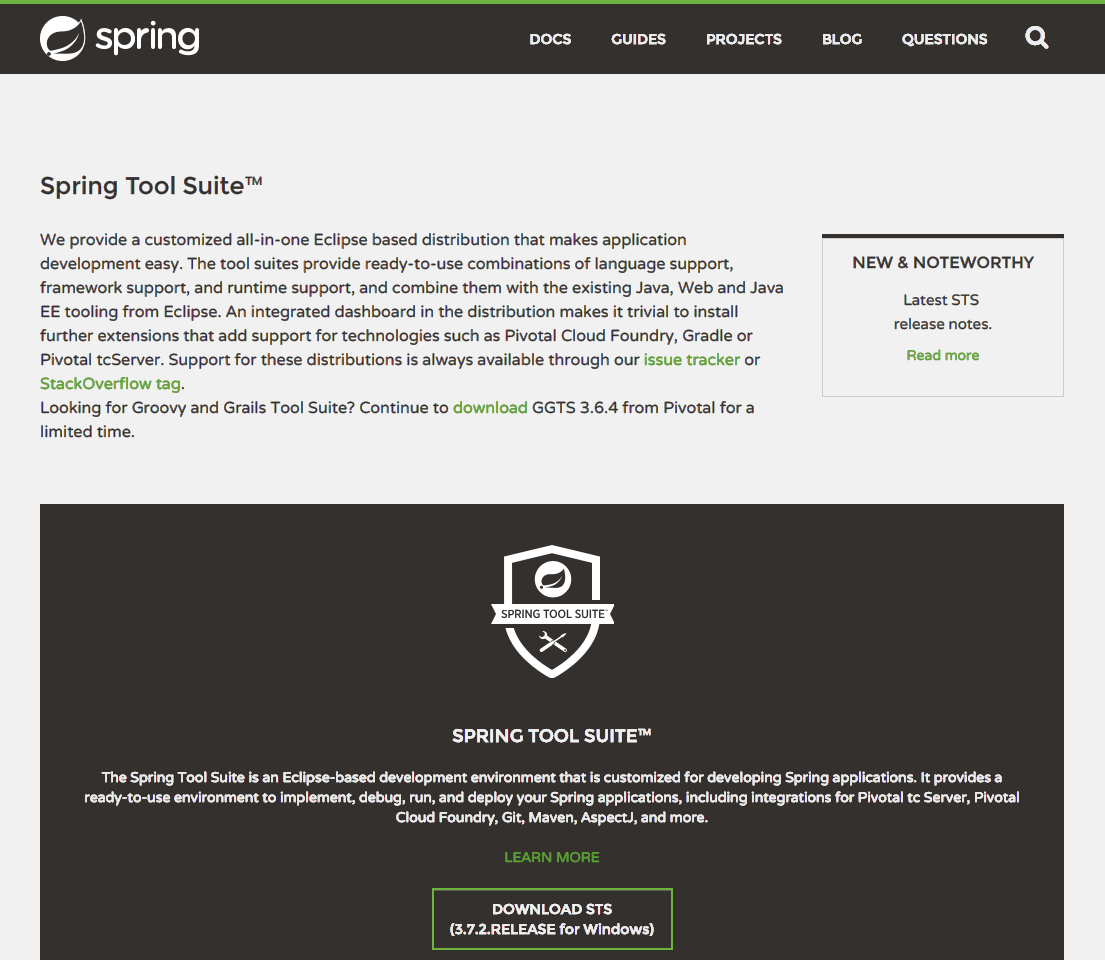 spring
DOCS GUIDES PROJECTS BLOG QUESTIONS
Spring Tool Suite™
We provide a customized all-in-one Eclipse based distribution that makes application
development easy. The tool suites provide ready-to-use combinations of language support,
framework support, and runtime support, and combine them with the existing Java, Web and Java
EE tooling from Eclipse. An integrated dashboard in the distribution makes it trivial to install
further extensions that add support for technologies such as Pivotal Cloud Foundry, Gradle or
Pivotal tcServer. Support for these distributions is always available through our issue tracker or
StackOverflow tag.
Looking for Groovy and Grails Tool Suite? Continue to download GGTS 3.6.4 from Pivotal for a
limited time.
NEW & NOTEWORTHY
Latest STS
release notes.
Read more
SPRING TOOL SUITE
SPRING TOOL SUITE™
The Spring Tool Suite is an Eclipse-based development environment that is customized for developing Spring applications. It provides a
ready-to-use environment to implement, debug, run, and deploy your Spring applications, including integrations for Pivotal tc Server, Pivotal
Cloud Foundry, Git, Maven, AspectJ, and more.
LEARN MORE
DOWNLOAD STS
(3.7.2.RELEASE for Windows)